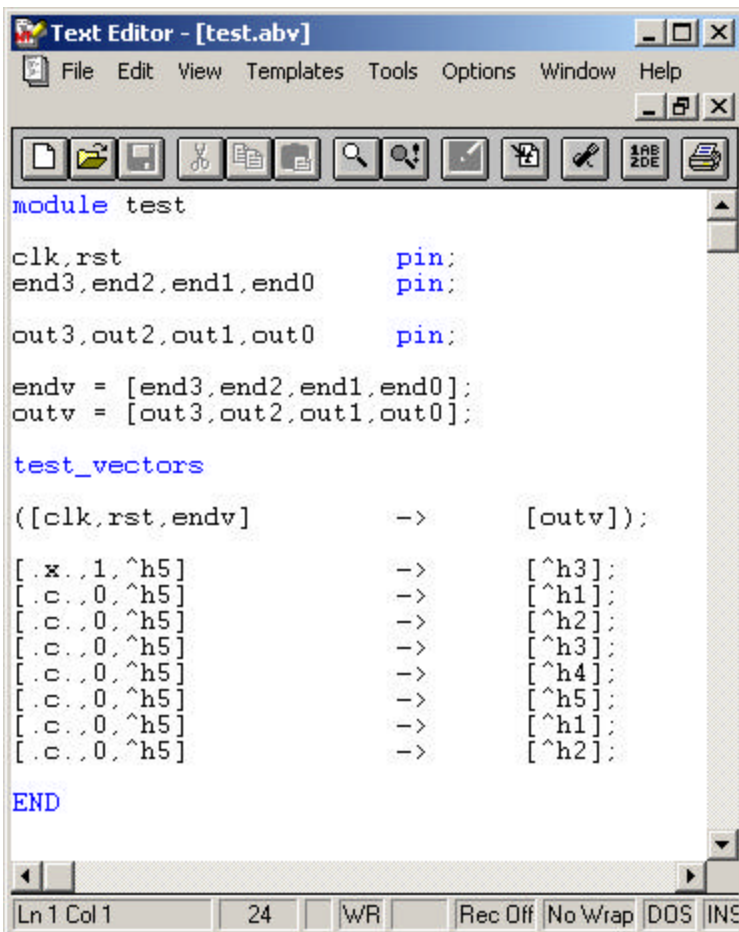 Text Editor - [test.abv]
File Edit View Templates Tools Options Window Help
1AB
2DE
module test
clk,rst pin;
end3,end2,end1,end0 pin;
out3,out2,out1,out0 pin;
endv = [end3,end2,end1,end0];
outv = [out3,out2,out1,out0];
test_vectors
([clk,rst,endv] -> [outv]);
[.x.,1,^h5] -> [^h3];
[.c.,0,^h5] -> [^h1];
[.c.,0,^h5] -> [^h2];
[.c.,0,^h5] -> [^h3];
[.c.,0,^h5] -> [^h4];
[.c.,0,^h5] -> [^h5];
[.c.,0,^h5] -> [^h1];
[.c.,0,^h5] -> [^h2];
END
Ln 1 Col 1 24 WR Rec Off No Wrap DOS INS